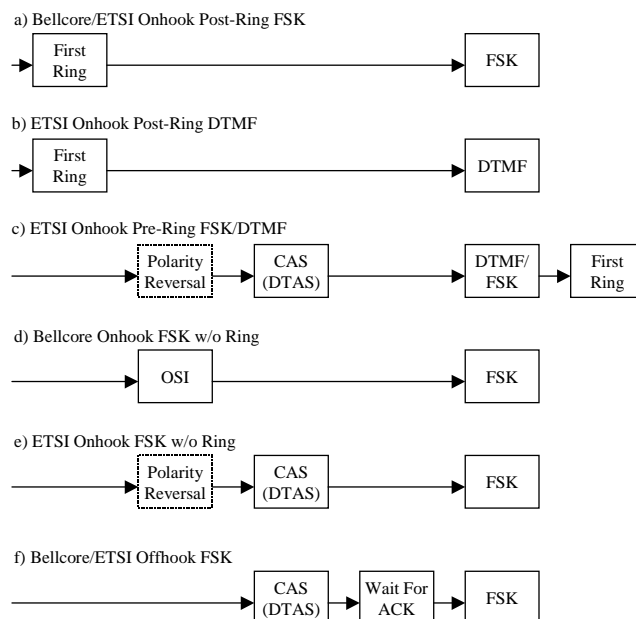 a) Bellcore/ETSI Onhook Post-Ring FSK
First
Ring
FSK
b) ETSI Onhook Post-Ring DTMF
First
Ring
DTMF
c) ETSI Onhook Pre-Ring FSK/DTMF
Polarity
Reversal
CAS
(DTAS)
DTMF/
FSK
First
Ring
d) Bellcore Onhook FSK w/o Ring
OSI
FSK
e) ETSI Onhook FSK w/o Ring
Polarity
Reversal
CAS
(DTAS)
FSK
f) Bellcore/ETSI Offhook FSK
CAS
(DTAS)
Wait For
ACK
FSK